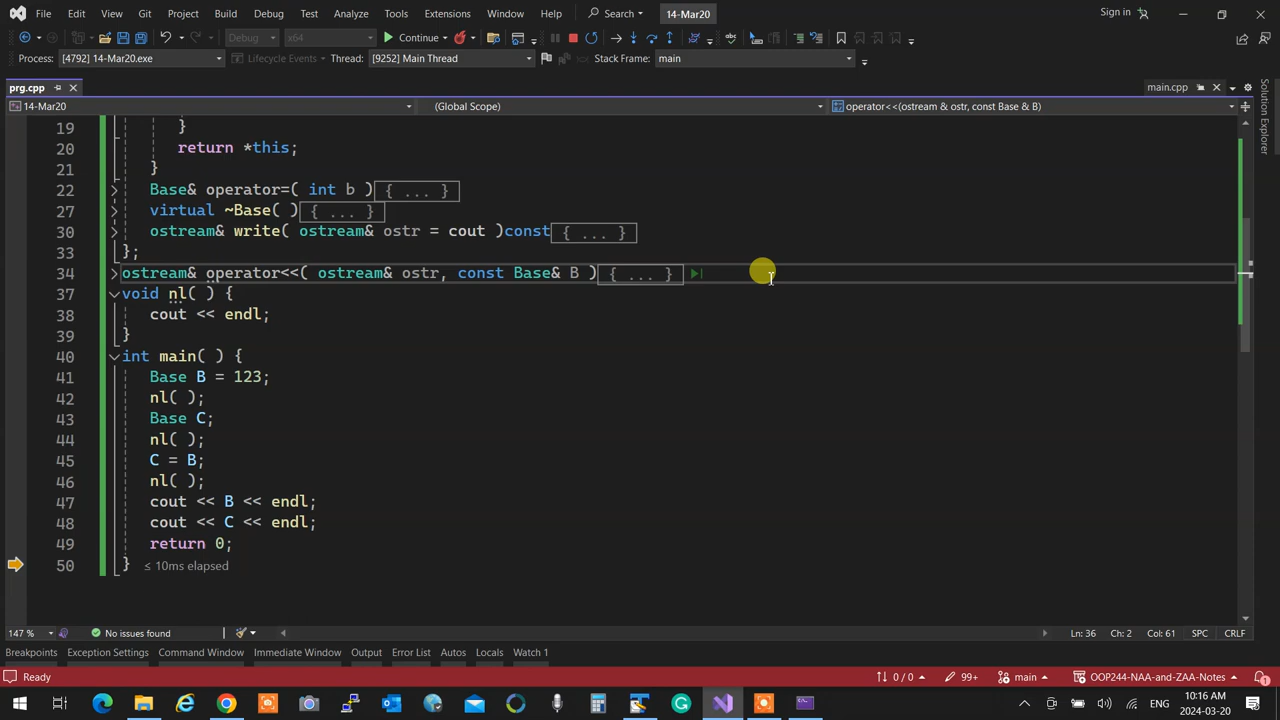 File Edit View Git Project Build Debug Test Analyze Tools Extensions Window Help Search 14-Mar20 Sign in
Debug x64 Continue
Process: [4792] 14-Mar20.exe Lifecycle Events Thread: [9252] Main Thread Stack Frame: main
prg.cpp main.cpp
14-Mar20 (Global Scope) operator<<(ostream & ostr, const Base & B)
19 }
20 return *this;
21 }
22 Base& operator=( int b ){ ... }
27 virtual ~Base( ){ ... }
30 ostream& write( ostream& ostr = cout )const{ ... }
33 };
34 ostream& operator<<( ostream& ostr, const Base& B ){ ... }
37 void nl( ) {
38 cout << endl;
39 }
40 int main( ) {
41 Base B = 123;
42 nl( );
43 Base C;
44 nl( );
45 C = B;
46 nl( );
47 cout << B << endl;
48 cout << C << endl;
49 return 0;
50 } ≤ 10ms elapsed
147 % No issues found Ln: 36 Ch: 2 Col: 61 SPC CRLF
Breakpoints Exception Settings Command Window Immediate Window Output Error List Autos Locals Watch 1
Ready 0 / 0 99+ main OOP244-NAA-and-ZAA-Notes 1
ENG 10:16 AM
2024-03-20
Solution Explorer